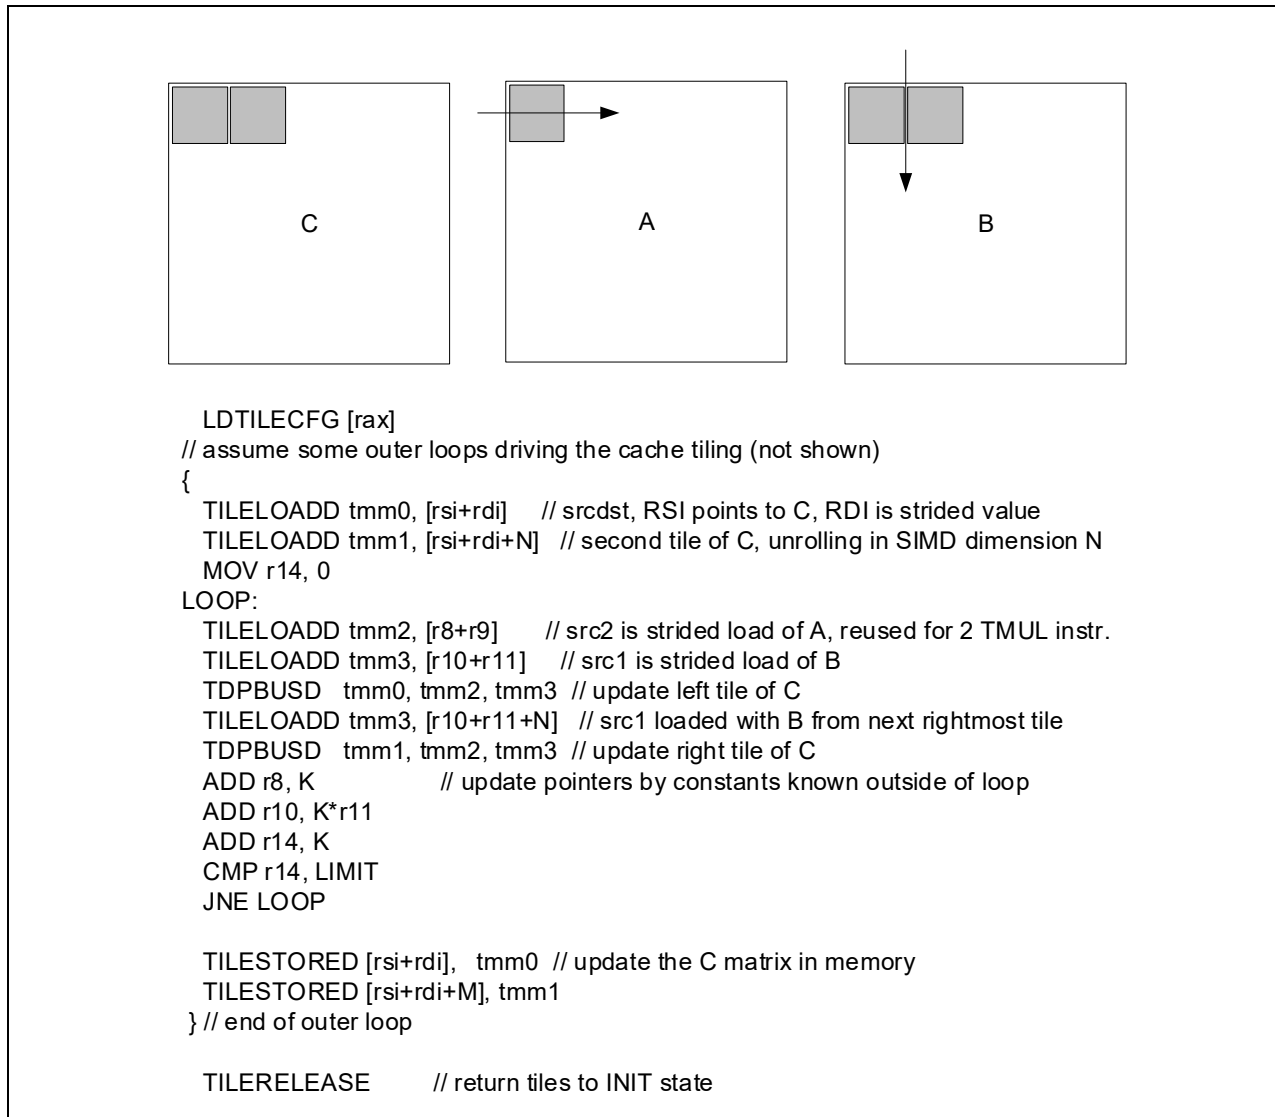 C
A
B
LDTILECFG [rax]
// assume some outer loops driving the cache tiling (not shown)
{
TILELOADD tmm0, [rsi+rdi] // srcdst, RSI points to C, RDI is strided value
TILELOADD tmm1, [rsi+rdi+N] // second tile of C, unrolling in SIMD dimension N
MOV r14, 0
LOOP:
TILELOADD tmm2, [r8+r9] // src2 is strided load of A, reused for 2 TMUL instr.
TILELOADD tmm3, [r10+r11] // src1 is strided load of B
TDPBUSD tmm0, tmm2, tmm3 // update left tile of C
TILELOADD tmm3, [r10+r11+N] // src1 loaded with B from next rightmost tile
TDPBUSD tmm1, tmm2, tmm3 // update right tile of C
ADD r8, K // update pointers by constants known outside of loop
ADD r10, K*r11
ADD r14, K
CMP r14, LIMIT
JNE LOOP
TILESTORED [rsi+rdi], tmm0 // update the C matrix in memory
TILESTORED [rsi+rdi+M], tmm1
} // end of outer loop
TILERELEASE // return tiles to INIT state